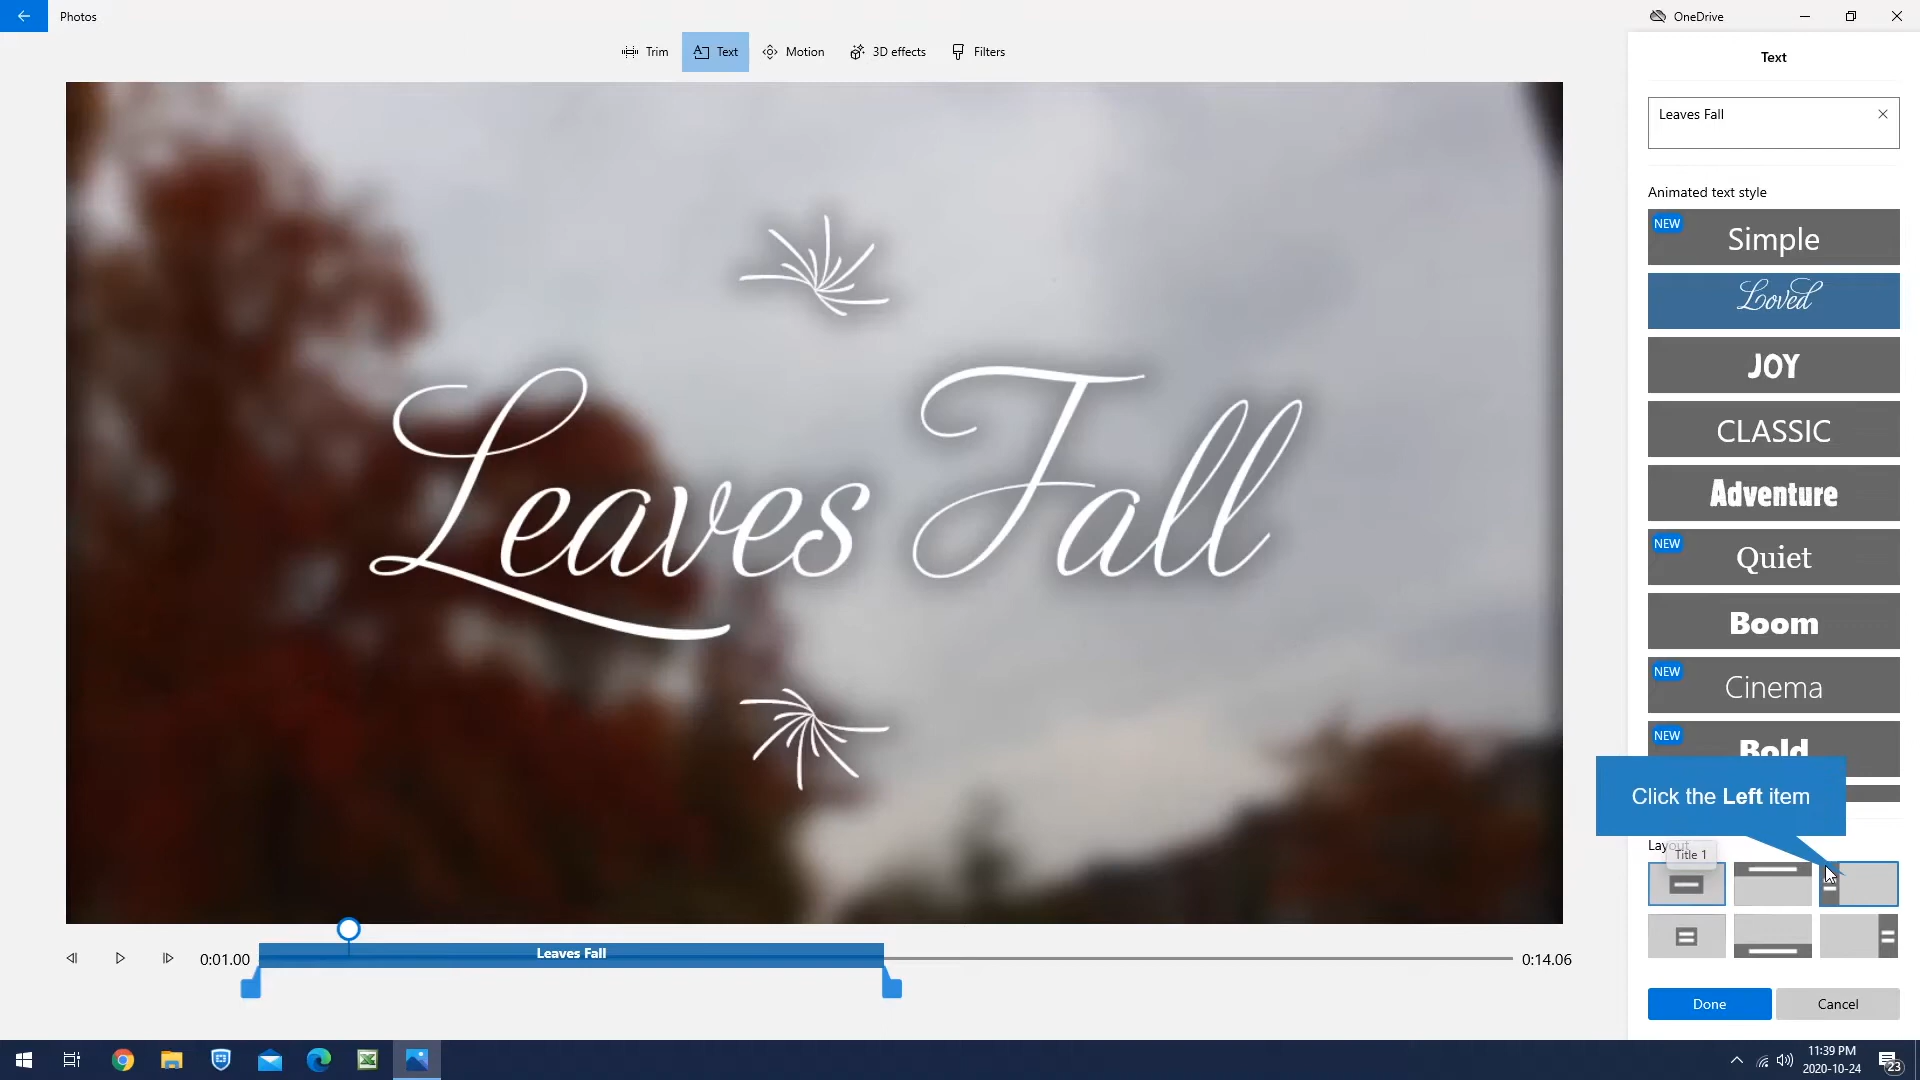 Photos
OneDrive
Trim
Text
Motion
3D effects
Filters
Text
Leaves Fall
Animated text style
NEW
Simple
Loved
JOY
CLASSIC
Adventure
NEW
Quiet
Boom
NEW
Cinema
NEW
Bold
Click the Left item
Layout
Title 1
Leaves Fall
0:01.00
Leaves Fall
0:14.06
Done
Cancel
11:39 PM
2020-10-24
23